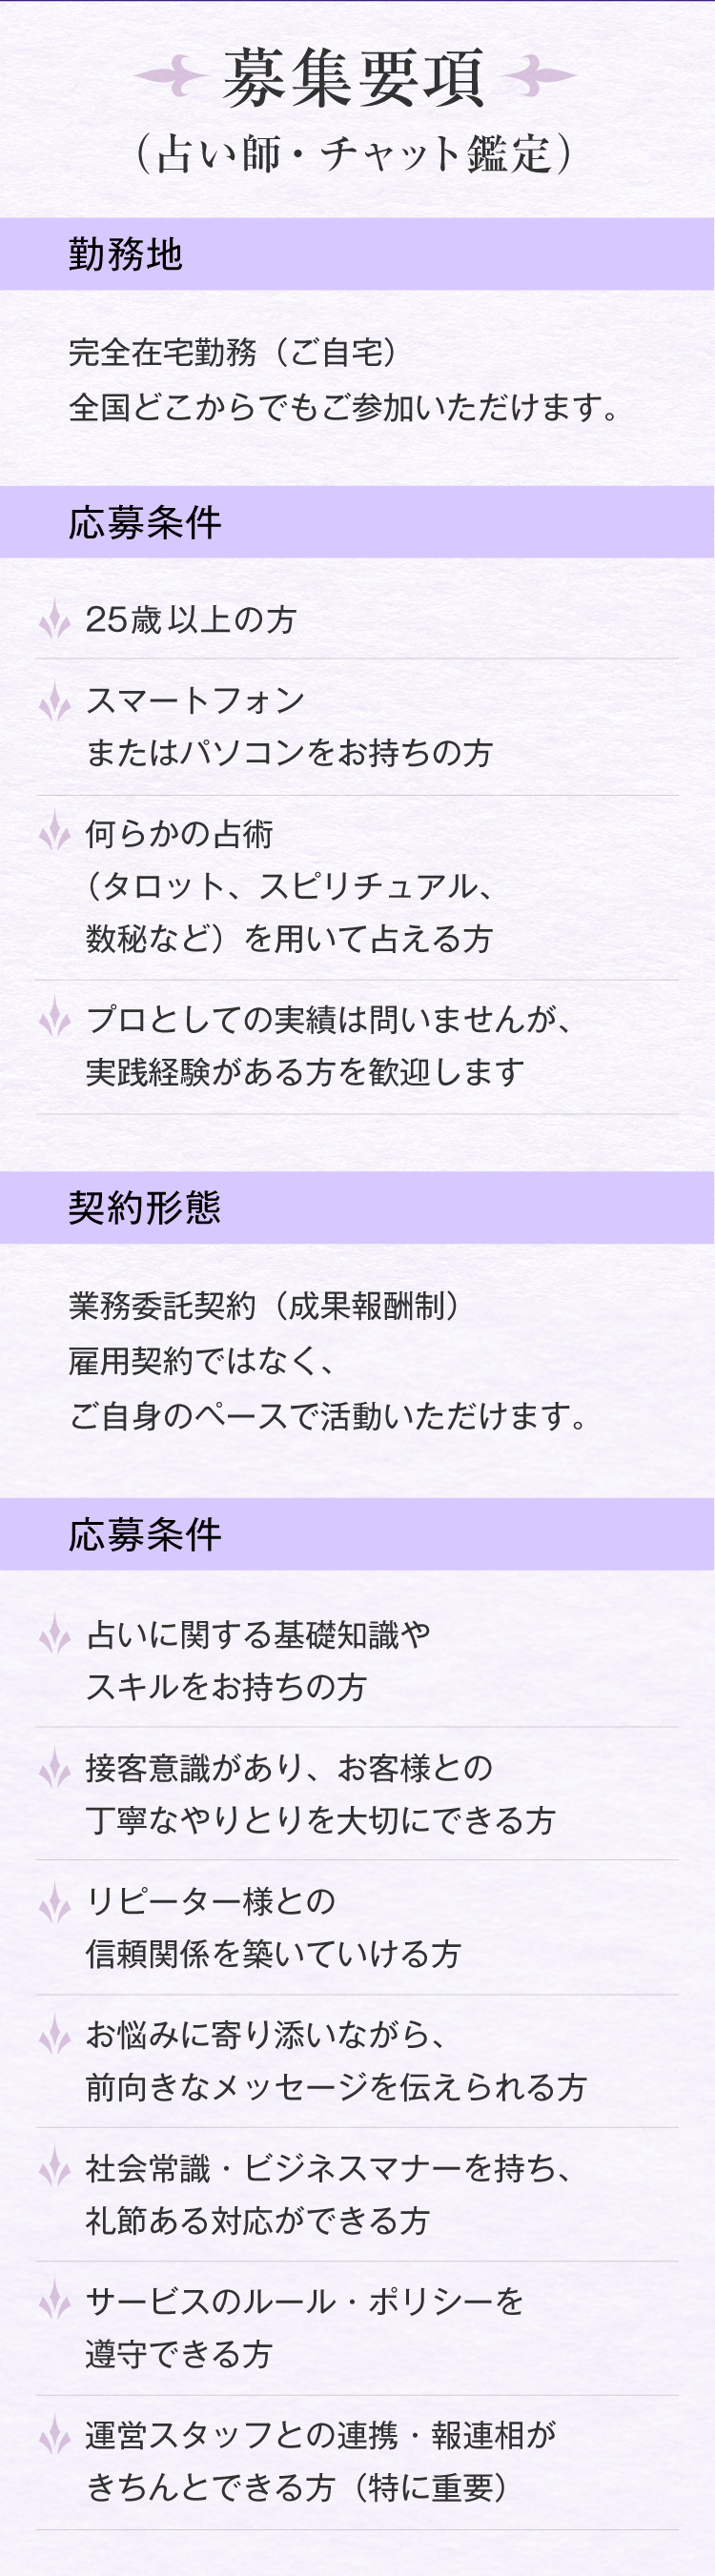 募集要項
（占い師・チャット鑑定）
勤務地
完全在宅勤務（ご自宅）
全国どこからでもご参加いただけます。
応募条件
25歳以上の方
スマートフォン
またはパソコンをお持ちの方
何らかの占術
（タロット、スピリチュアル、
数秘など）を用いて占える方
プロとしての実績は問いませんが、
実践経験がある方を歓迎します
契約形態
業務委託契約（成果報酬制）
雇用契約ではなく、
ご自身のペースで活動いただけます。
応募条件
占いに関する基礎知識や
スキルをお持ちの方
接客意識があり、お客様との
丁寧なやりとりを大切にできる方
リピーター様との
信頼関係を築いていける方
お悩みに寄り添いながら、
前向きなメッセージを伝えられる方
社会常識・ビジネスマナーを持ち、
礼節ある対応ができる方
サービスのルール・ポリシーを
遵守できる方
運営スタッフとの連携・報連相が
きちんとできる方（特に重要）